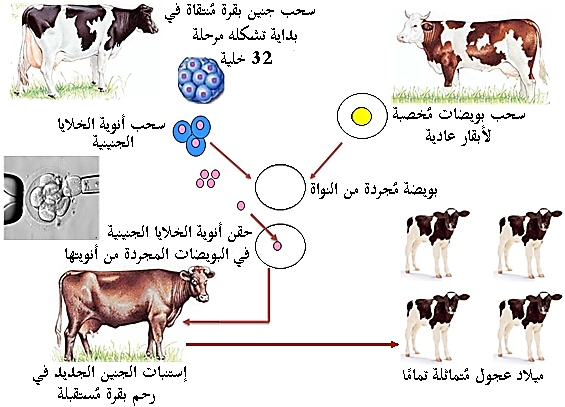 سحب جنين بقرة مُنتقاة في
بداية تشكله مرحلة
32 خلية
سحب بويضات مُخصبة
لأبقار عادية
سحب أنوية الخلايا
الجنينية
بويضة مُجردة من النواة
حقن أنوية الخلايا الجنينية
في البويضات المجردة من أنويتها
إستنبات الجنين الجديد في
رحم بقرة مُستقبلة
ميلاد عجول مُتماثلة تمامًا